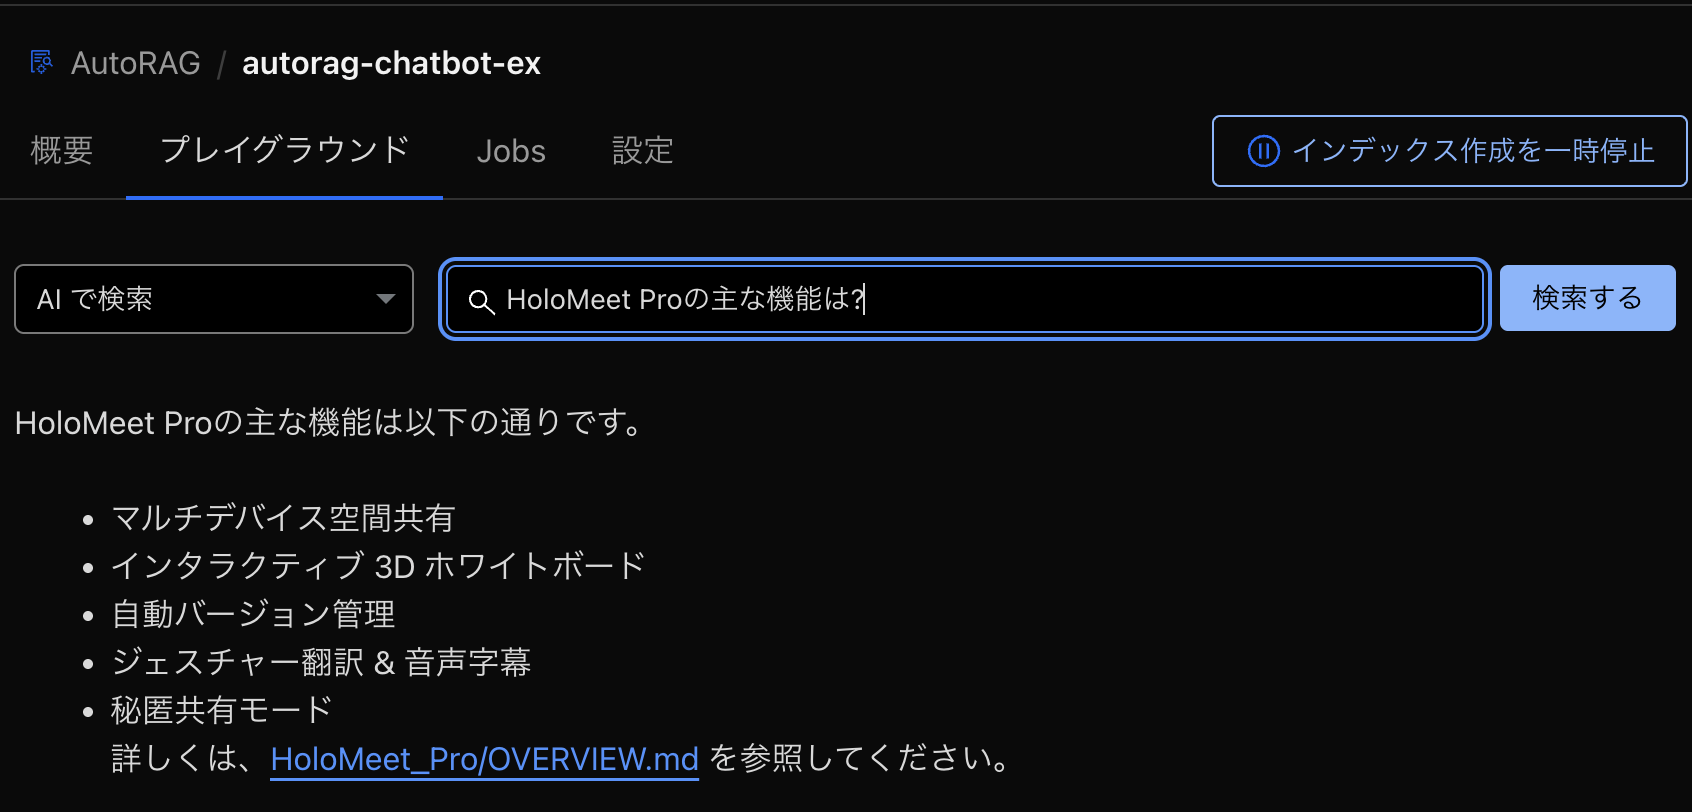 AutoRAG / autorag-chatbot-ex
概要 プレイグラウンド Jobs 設定 インデックス作成を一時停止
AI で検索 HoloMeet Proの主な機能は? 検索する
HoloMeet Proの主な機能は以下の通りです。
• マルチデバイス空間共有
• インタラクティブ 3D ホワイトボード
• 自動バージョン管理
• ジェスチャー翻訳 & 音声字幕
• 秘匿共有モード
詳しくは、HoloMeet_Pro/OVERVIEW.md を参照してください。